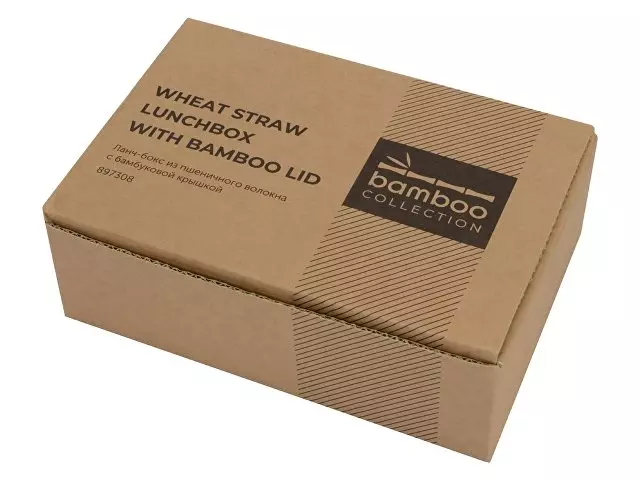 WHEAT STRAW
LUNCHBOX
WITH BAMBOO LID
Ланч-бокс из пшеничного волокна
с бамбуковой крышкой
897308
bamboo
COLLECTION